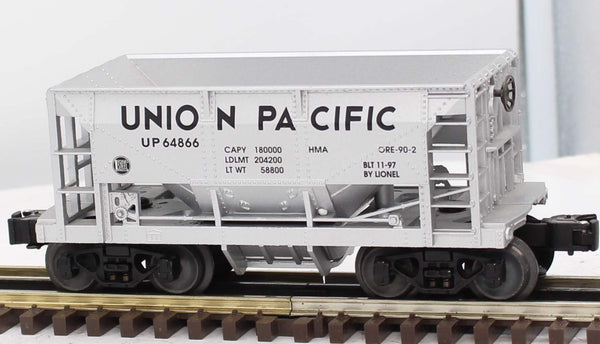 UNION PACIFIC
UP 64866
CAPY 180000 HMA ORE-90-2
LDLMT 204200
LT WT 58800
BLT 11-97
BY LIONEL